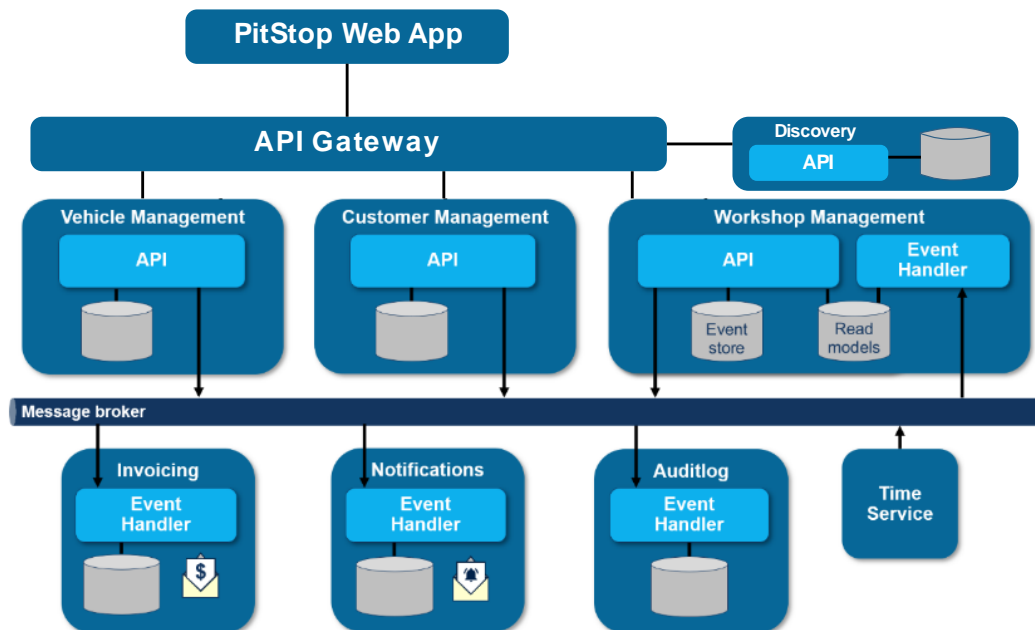 PitStop Web App
API Gateway
Discovery
API
Vehicle Management
API
Customer Management
API
Workshop Management
API
Event
Handler
Event
store
Read
models
Message broker
Invoicing
Event
Handler
$
Notifications
Event
Handler
Auditlog
Event
Handler
Time
Service